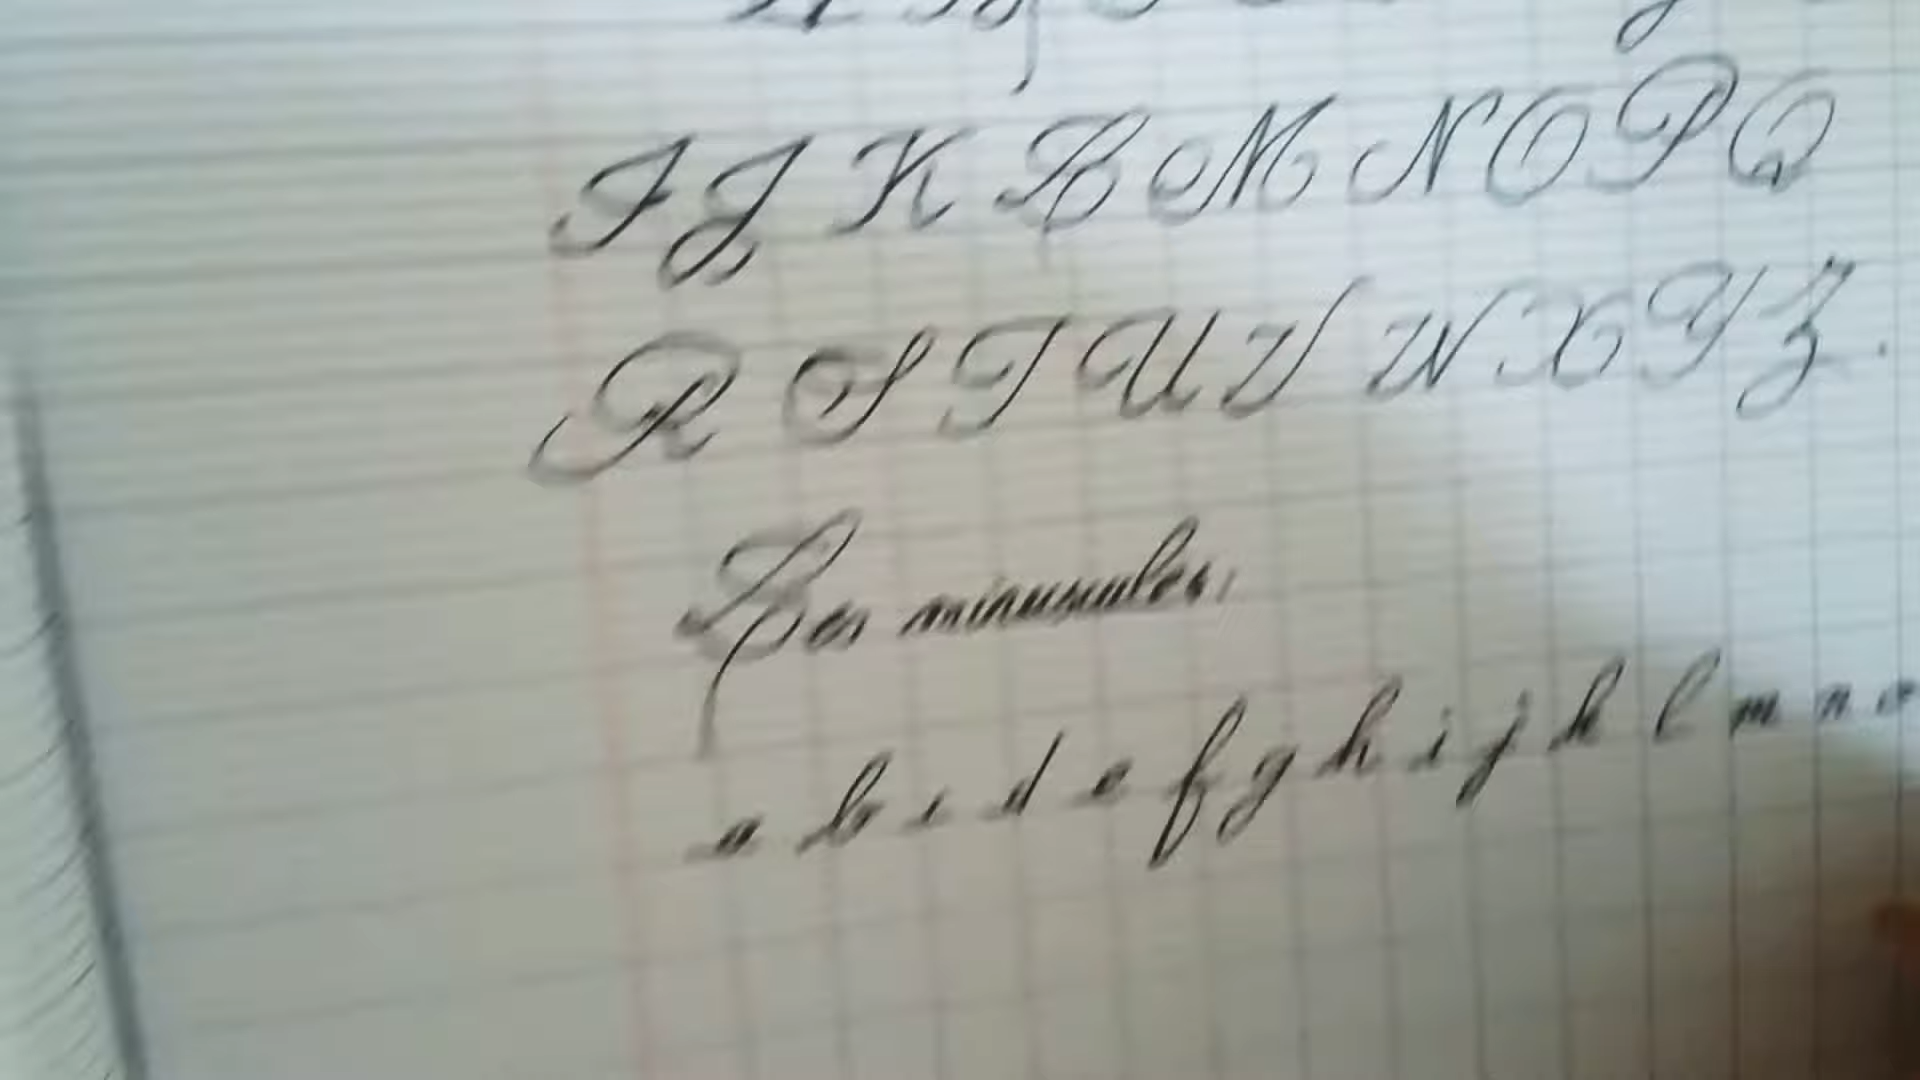 I J K L M N O P Q
R S T U V W X Y Z.
Les minuscules,
a b c d e f g h i j k l m n o